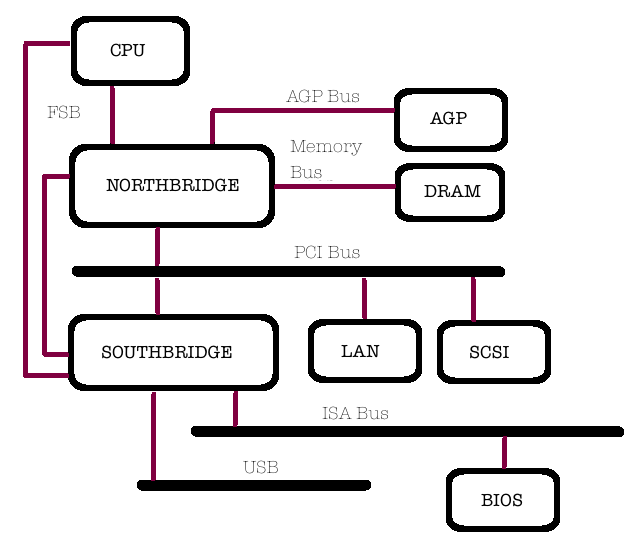 CPU
FSB
AGP Bus
AGP
Memory
Bus
NORTHBRIDGE
DRAM
PCI Bus
SOUTHBRIDGE
LAN
SCSI
ISA Bus
USB
BIOS